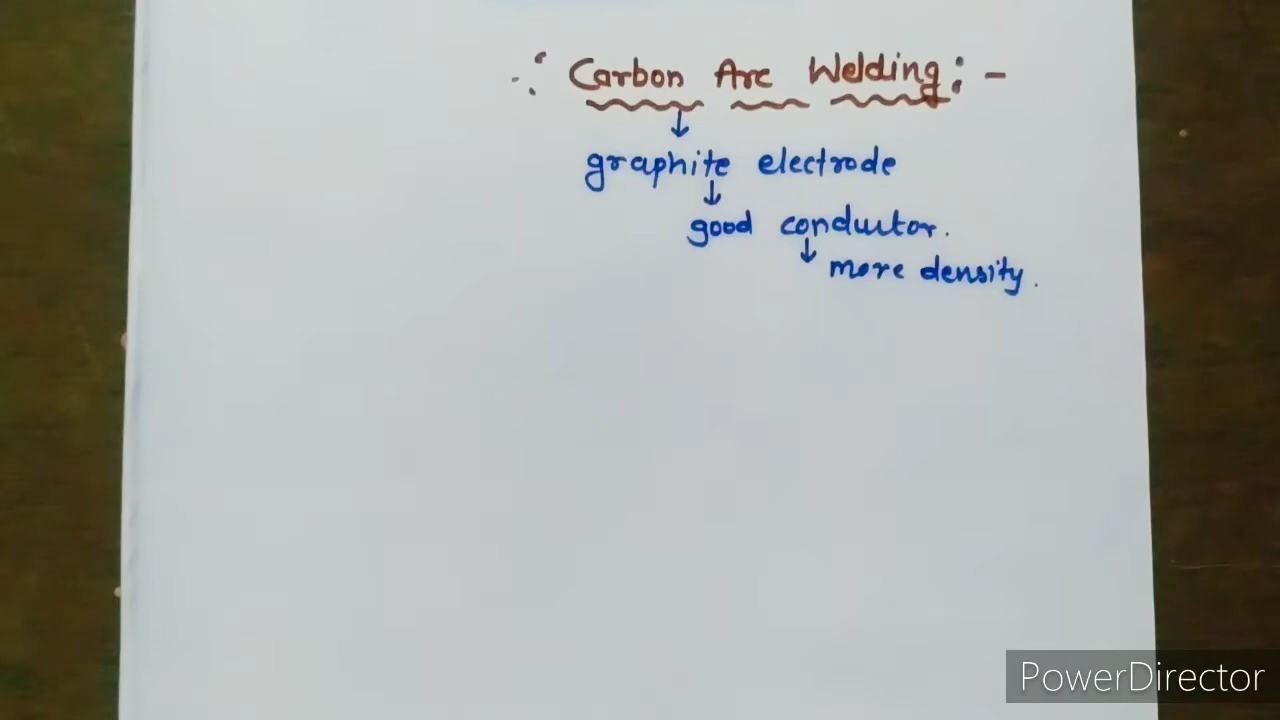 ∴ Carbon Arc Welding : -
↓
graphite electrode
↓
good conductor.
↓
more density.
PowerDirector